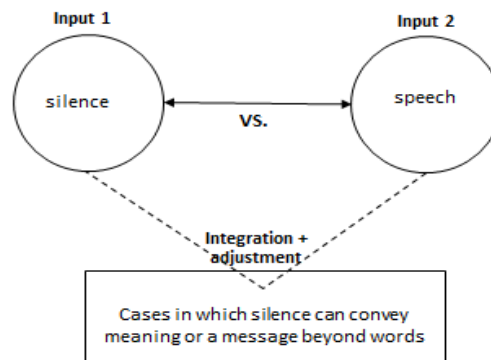 Input 1
Input 2
silence
speech
VS.
Integration +
adjustment
Cases in which silence can convey
meaning or a message beyond words